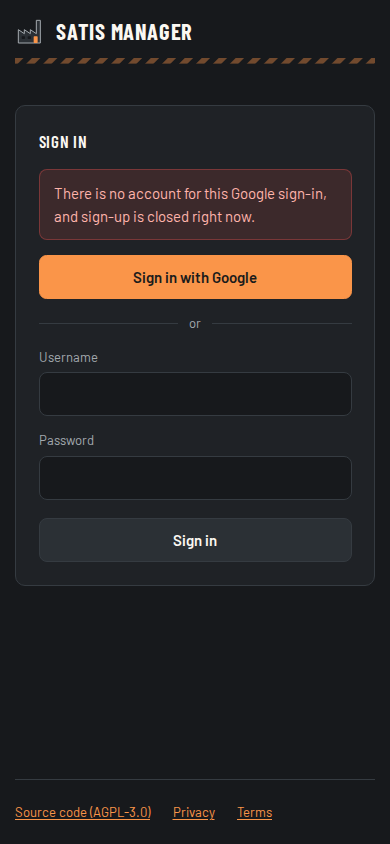 SATIS MANAGER
SIGN IN
There is no account for this Google sign-in,
and sign-up is closed right now.
Sign in with Google
or
Username
Password
Sign in
Source code (AGPL-3.0) Privacy Terms